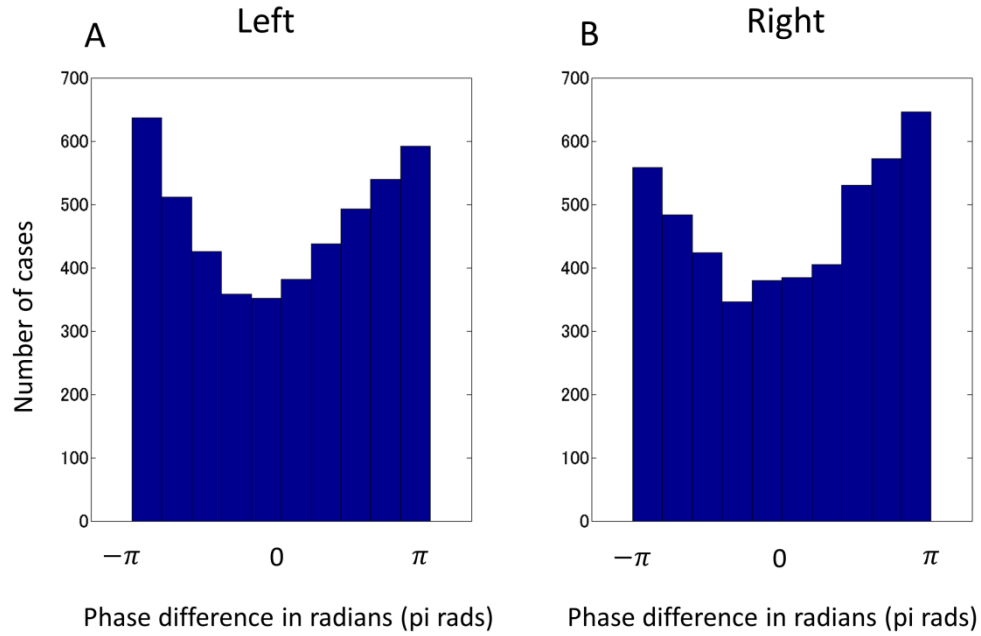 A
Left
700
600
500
400
300
200
100
0
Number of cases
−π
0
π
Phase difference in radians (pi rads)
B
Right
700
600
500
400
300
200
100
0
−π
0
π
Phase difference in radians (pi rads)